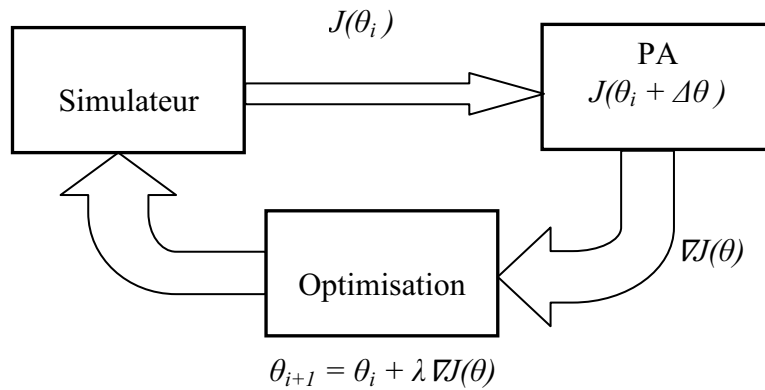 J(θi )
PA
J(θi + Δθ )
Simulateur
∇J(θ)
Optimisation
θi+1 = θi + λ∇J(θ)